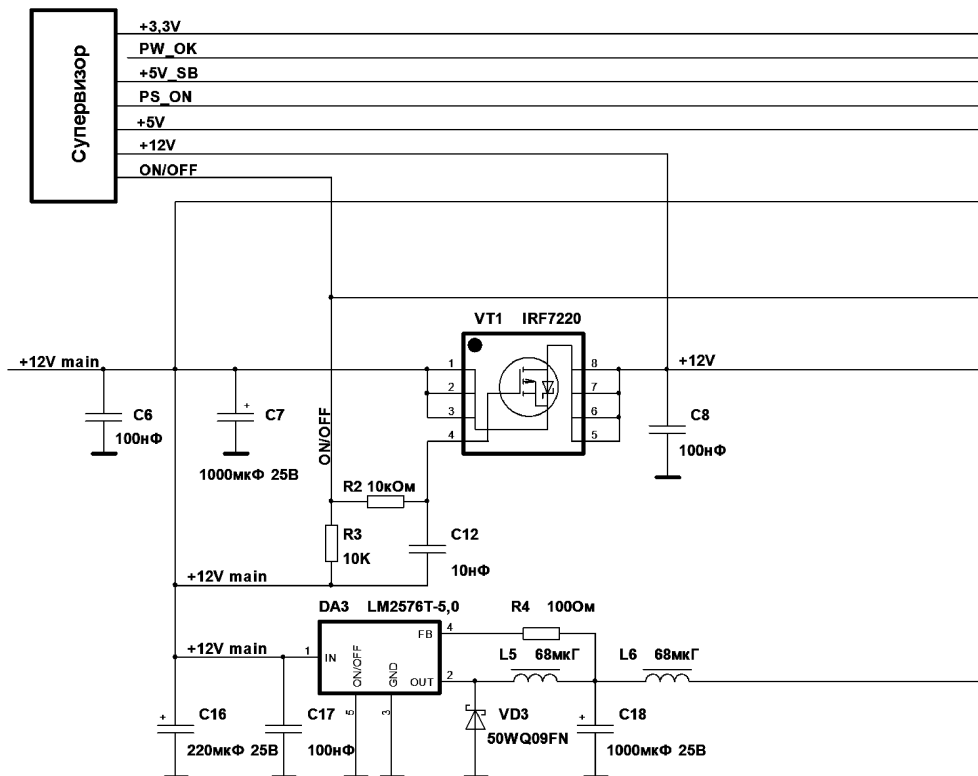 Супервизор
+3,3V
PW_OK
+5V_SB
PS_ON
+5V
+12V
ON/OFF
VT1 IRF7220
+12V main
1
2
3
4
8
7
6
5
+12V
+
C6
100нФ
C7
1000мкФ 25В
C8
100нФ
ON/OFF
R2 10кОм
R3
10K
C12
10нФ
+12V main
DA3 LM2576T-5,0
R4 100Ом
+12V main
1
IN
ON/OFF
GND
FB
OUT
4
2
5
3
L5 68мкГ
L6 68мкГ
+
C16
220мкФ 25В
C17
100нФ
VD3
50WQ09FN
+
C18
1000мкФ 25В